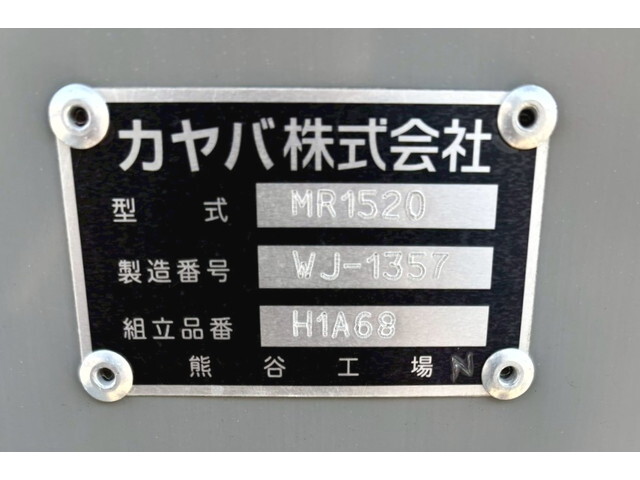 カヤバ株式会社
型式 MR1520
製造番号 WJ-1357
組立品番 H1A68
熊谷工場 N